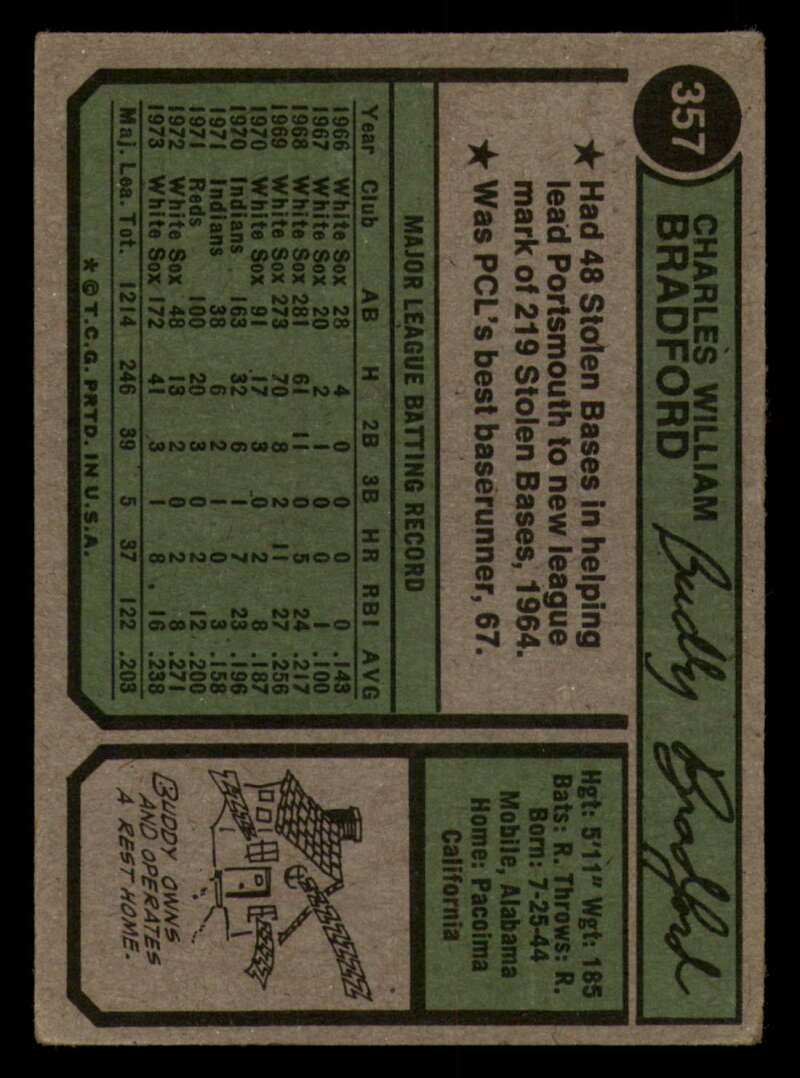 357
CHARLES WILLIAM
BRADFORD
Buddy Bradford
★ Had 48 Stolen Bases in helping
lead Portsmouth to new league
mark of 219 Stolen Bases, 1964.
★ Was PCL's best baserunner, 67.
MAJOR LEAGUE BATTING RECORD
Year Club AB H 2B 3B HR RBI AVG
1966 White Sox 28 4 0 0 0 0 .143
1967 White Sox 20 2 1 0 0 1 .100
1968 White Sox 281 61 11 0 5 24 .217
1969 White Sox 273 70 8 2 11 27 .256
1970 White Sox 91 17 3 0 2 8 .187
1970 Indians 163 32 6 1 7 23 .196
1971 Indians 38 6 2 1 0 3 .158
1971 Reds 100 20 3 0 2 12 .200
1972 White Sox 48 13 2 0 2 8 .271
1973 White Sox 172 41 3 1 8 16 .238
Maj. Lea. Tot. 1214 246 39 5 37 122 .203
* © T.C.G. PRTD. IN U.S.A.
Hgt: 5'11" Wgt: 185
Bats: R. Throws: R.
Born: 7-25-44
Mobile, Alabama
Home: Pacoima
California
BUDDY OWNS
AND OPERATES
A REST HOME.